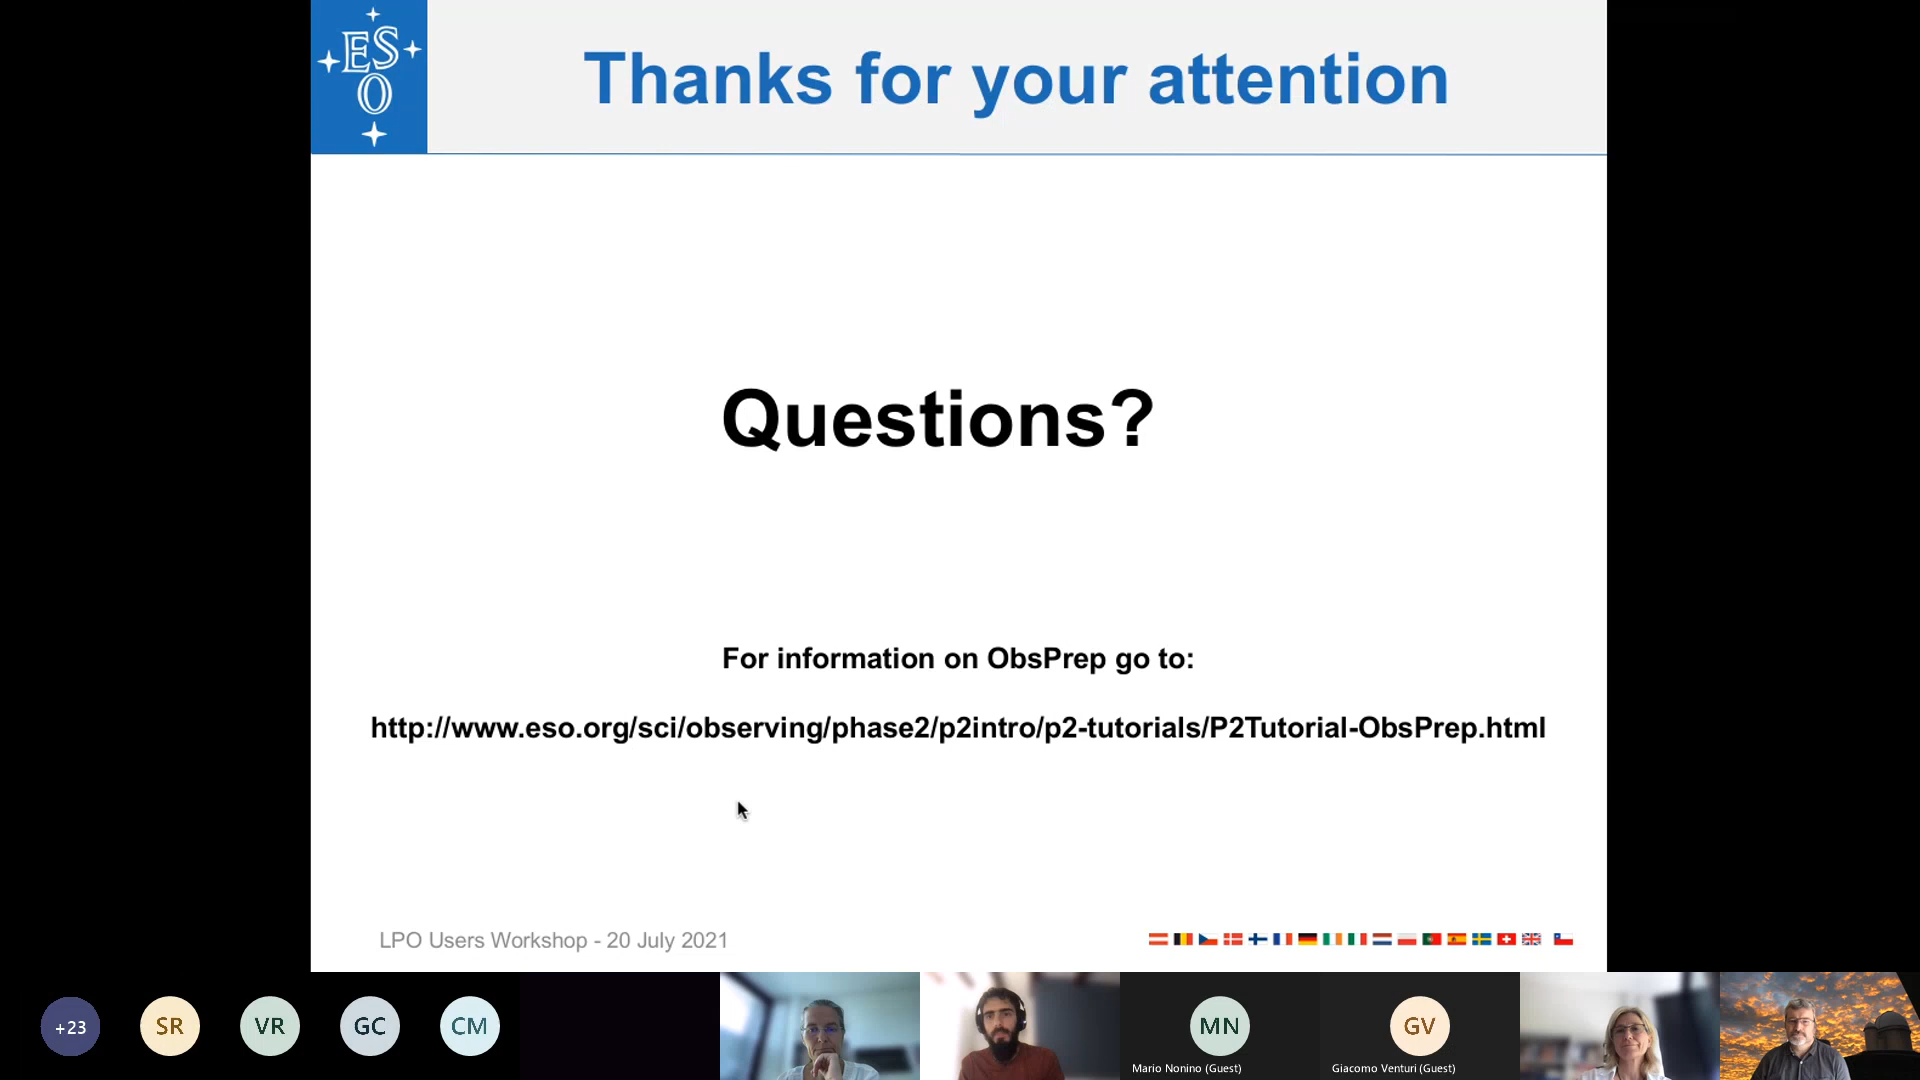 ES
O
Thanks for your attention
Questions?
For information on ObsPrep go to:
http://www.eso.org/sci/observing/phase2/p2intro/p2-tutorials/P2Tutorial-ObsPrep.html
LPO Users Workshop - 20 July 2021
+23
SR
VR
GC
CM
MN
Mario Nonino (Guest)
GV
Giacomo Venturi (Guest)